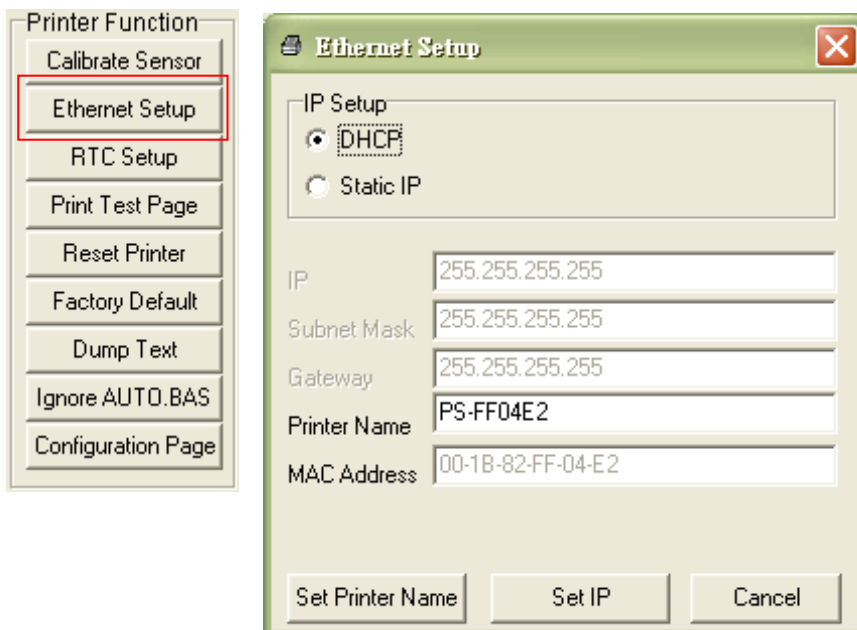 Printer Function
Calibrate Sensor
Ethernet Setup
RTC Setup
Print Test Page
Reset Printer
Factory Default
Dump Text
Ignore AUTO.BAS
Configuration Page
Ethernet Setup
IP Setup
DHCP
Static IP
IP 255.255.255.255
Subnet Mask 255.255.255.255
Gateway 255.255.255.255
Printer Name PS-FF04E2
MAC Address 00-1B-82-FF-04-E2
Set Printer Name Set IP Cancel